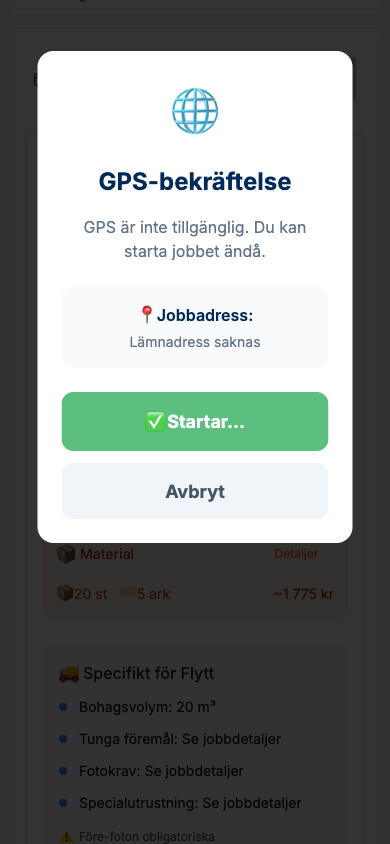 GPS-bekräftelse
GPS är inte tillgänglig. Du kan
starta jobbet ändå.
📍Jobbadress:
Lämnadress saknas
✅Startar...
Avbryt
📦 Material Detaljer
📦20 st 5 ark ~1 775 kr
🚚 Specifikt för Flytt
Bohagsvolym: 20 m³
Tunga föremål: Se jobbdetaljer
Fotokrav: Se jobbdetaljer
Specialutrustning: Se jobbdetaljer
⚠️ Före-foton obligatoriska